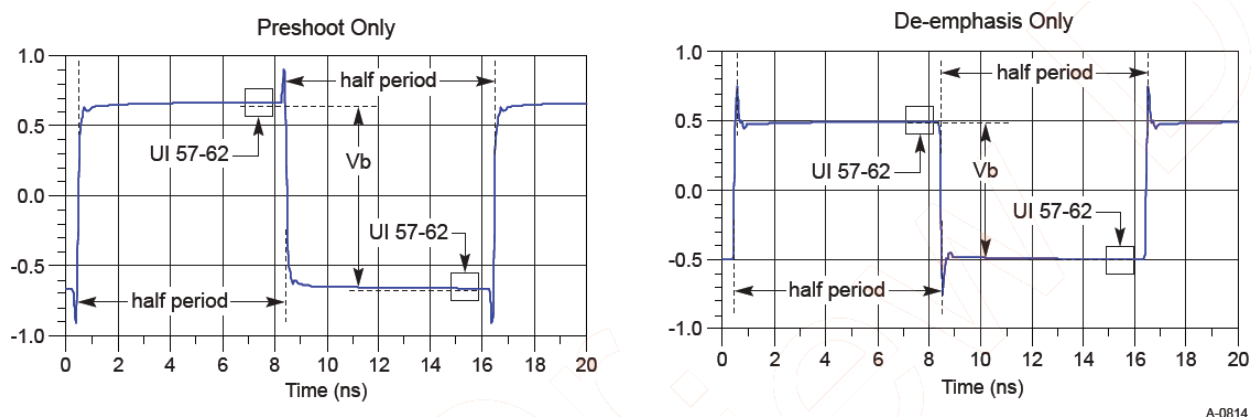 Preshoot Only
1.0
0.5
0.0
-0.5
-1.0
half period
UI 57-62
Vb
UI 57-62
half period
0 2 4 6 8 10 12 14 16 18 20
Time (ns)
De-emphasis Only
1.0
0.5
0.0
-0.5
-1.0
half period
UI 57-62
Vb
UI 57-62
half period
0 2 4 6 8 10 12 14 16 18 20
Time (ns)
A-0814